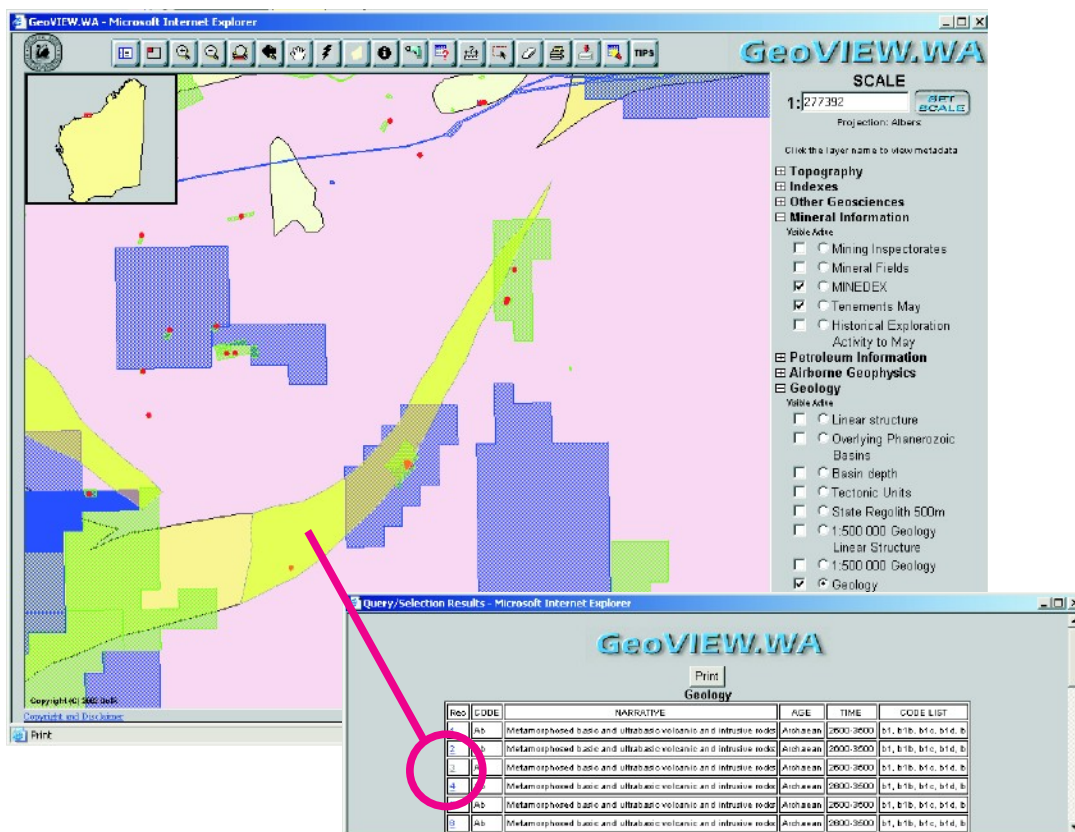 GeoVIEW.WA - Microsoft Internet Explorer
TIPS
GeoVIEW.WA
SCALE
1: 277392 SET SCALE
Projection: Albers
Click the layer name to view metadata
Topography
Indexes
Other Geosciences
Mineral Information
Visible Active
Mining Inspectorates
Mineral Fields
MINEDEX
Tenements May
Historical Exploration
Activity to May
Petroleum Information
Airborne Geophysics
Geology
Visible Active
Linear structure
Overlying Phanerozoic
Basins
Basin depth
Tectonic Units
State Regolith 500m
1:500 000 Geology
Linear Structure
1:500 000 Geology
Geology
Copyright (C) 2002 DoIR
Copyright and Disclaimer
Print
Query/Selection Results - Microsoft Internet Explorer
GeoVIEW.WA
Print
Geology
Rec CODE NARRATIVE AGE TIME CODE LIST
Ab Metamorphosed basic and ultrabasic volcanic and intrusive rocks Archaean 2600-3600 b1, b1b, b1c, b1d, b
2 Ab Metamorphosed basic and ultrabasic volcanic and intrusive rocks Archaean 2600-3600 b1, b1b, b1c, b1d, b
3 Ab Metamorphosed basic and ultrabasic volcanic and intrusive rocks Archaean 2600-3600 b1, b1b, b1c, b1d, b
4 Ab Metamorphosed basic and ultrabasic volcanic and intrusive rocks Archaean 2600-3600 b1, b1b, b1c, b1d, b
Ab Metamorphosed basic and ultrabasic volcanic and intrusive rocks Archaean 2600-3600 b1, b1b, b1c, b1d, b
6 Ab Metamorphosed basic and ultrabasic volcanic and intrusive rocks Archaean 2600-3600 b1, b1b, b1c, b1d, b